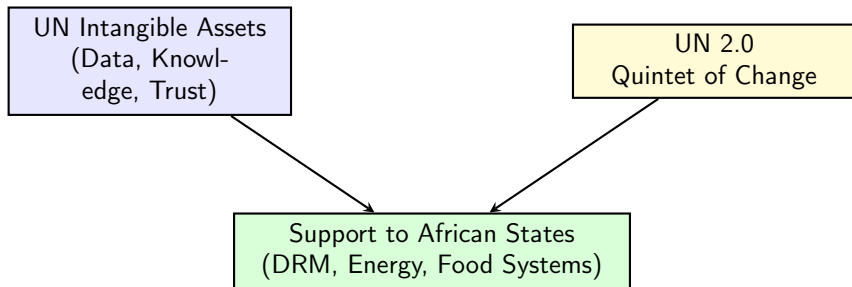 UN Intangible Assets
(Data, Knowl-
edge, Trust)
UN 2.0
Quintet of Change
Support to African States
(DRM, Energy, Food Systems)